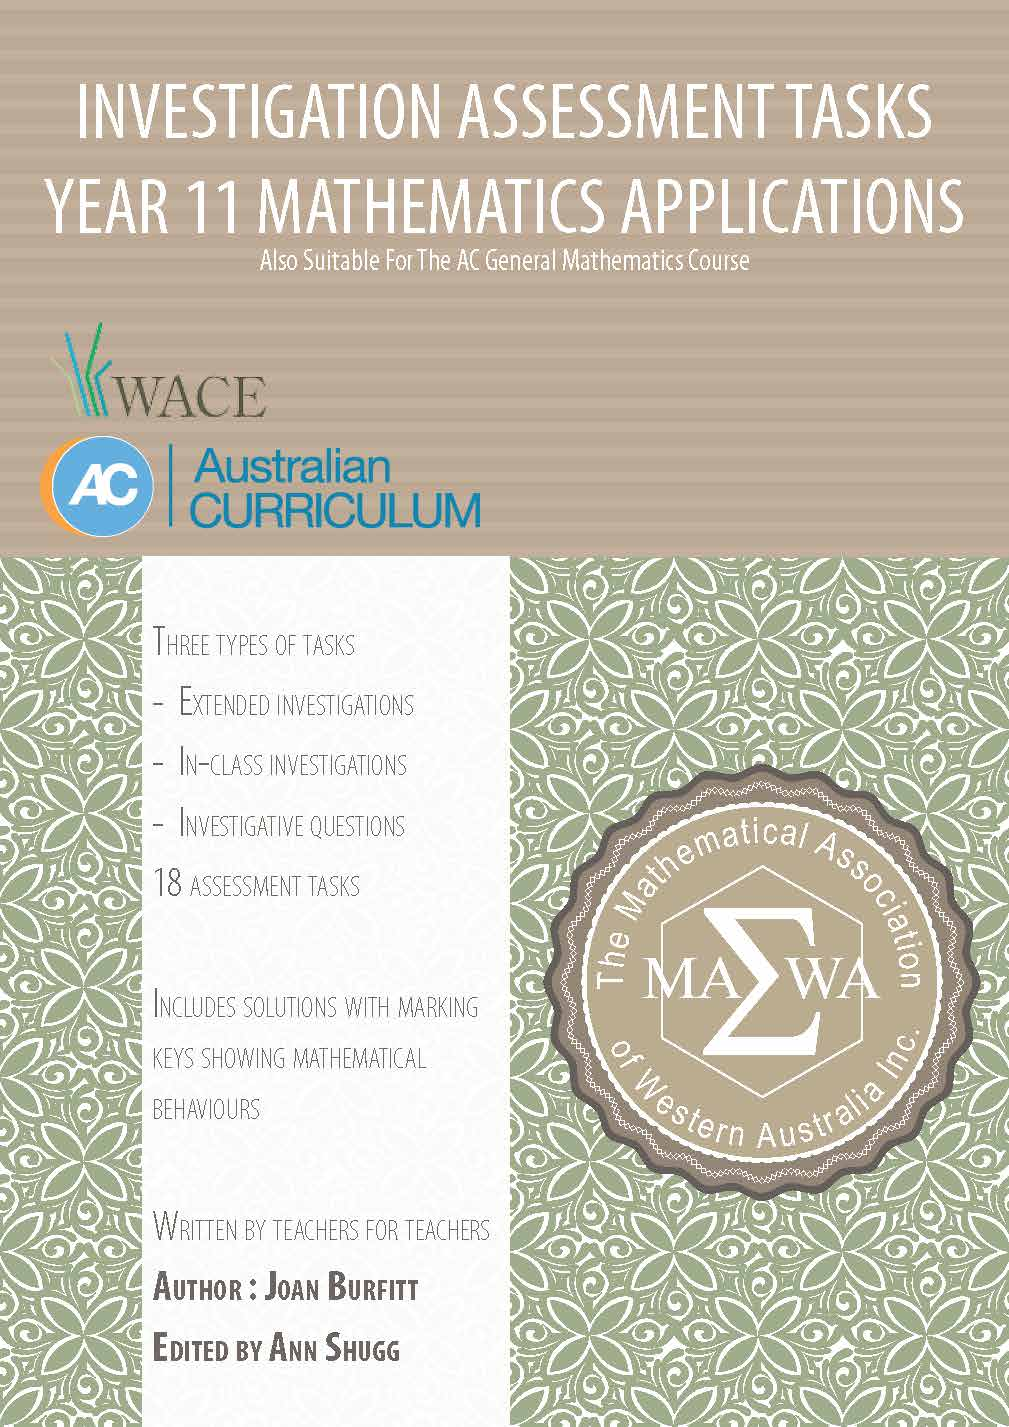 INVESTIGATION ASSESSMENT TASKS
YEAR 11 MATHEMATICS APPLICATIONS
Also Suitable For The AC General Mathematics Course
WACE
AC
Australian
CURRICULUM
THREE TYPES OF TASKS
- EXTENDED INVESTIGATIONS
- IN-CLASS INVESTIGATIONS
- INVESTIGATIVE QUESTIONS
18 ASSESSMENT TASKS
INCLUDES SOLUTIONS WITH MARKING
KEYS SHOWING MATHEMATICAL
BEHAVIOURS
WRITTEN BY TEACHERS FOR TEACHERS
AUTHOR : JOAN BURFITT
EDITED BY ANN SHUGG
The Mathematical Association
MA Σ WA
of Western Australia Inc.